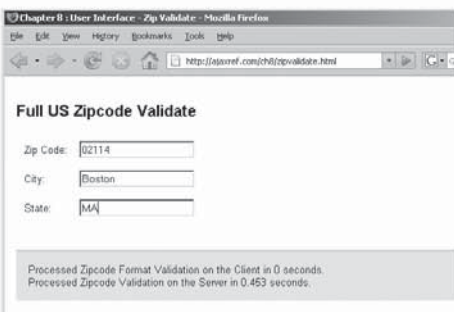 Chapter 8 : User Interface - Zip Validate - Mozilla Firefox
File Edit View History Bookmarks Tools Help
http://ajaxref.com/ch8/zipvalidate.html
Full US Zipcode Validate
Zip Code: 02114
City: Boston
State: MA
Processed Zipcode Format Validation on the Client in 0 seconds.
Processed Zipcode Validation on the Server in 0.453 seconds.